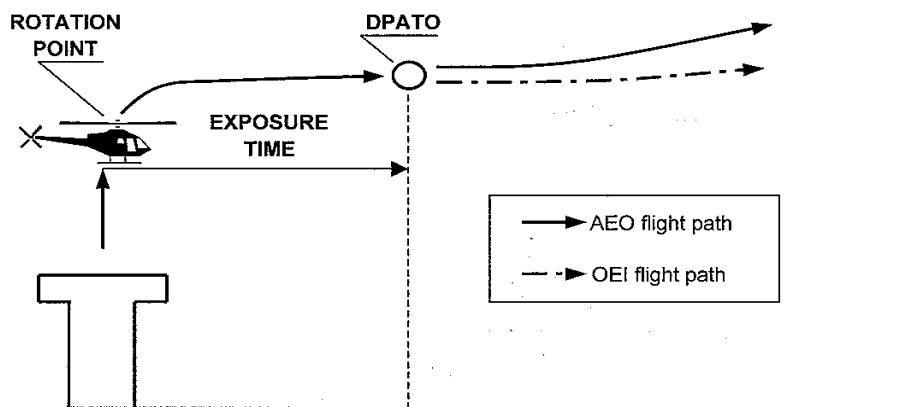 ROTATION
POINT
DPATO
EXPOSURE
TIME
AEO flight path
OEI flight path